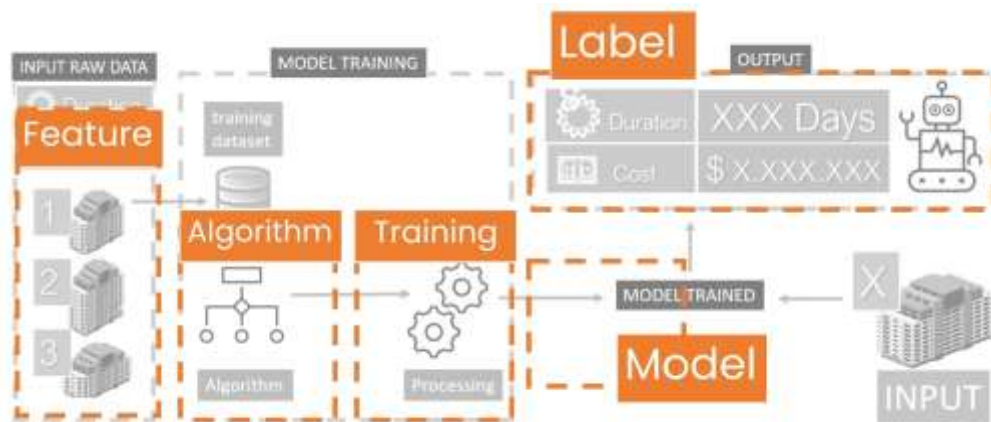 Label
INPUT RAW DATA
MODEL TRAINING
OUTPUT
Duration
Feature
training
dataset
Duration
XXX Days
Cost
$ X.XXX.XXX
1
Algorithm
Training
2
MODEL TRAINED
X
3
Model
Algorithm
Processing
INPUT